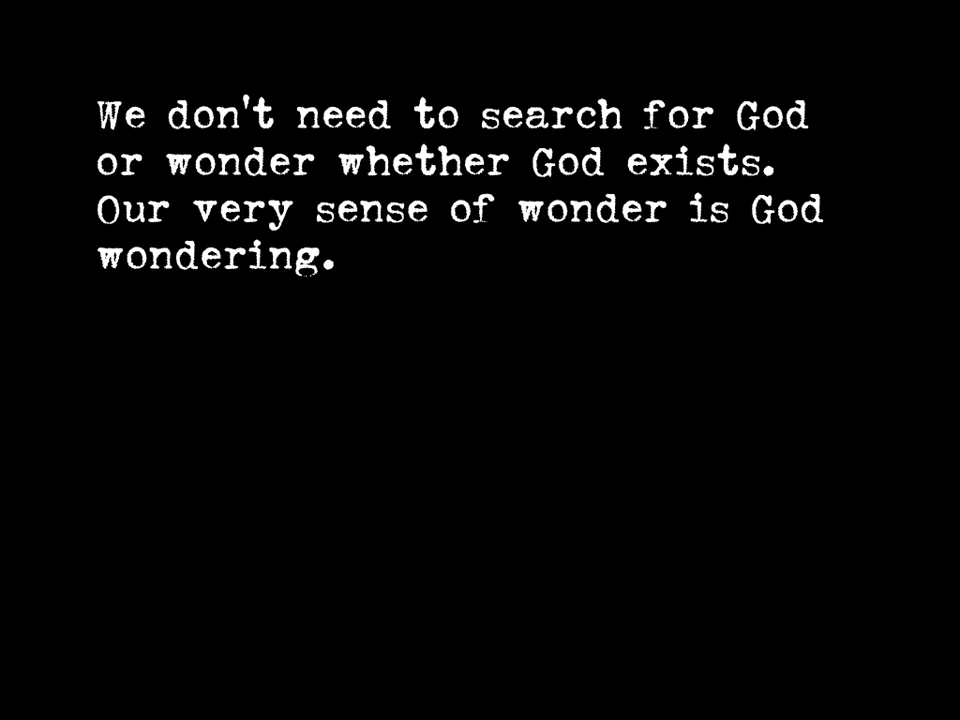 We don't need to search for God
or wonder whether God exists.
Our very sense of wonder is God
wondering.